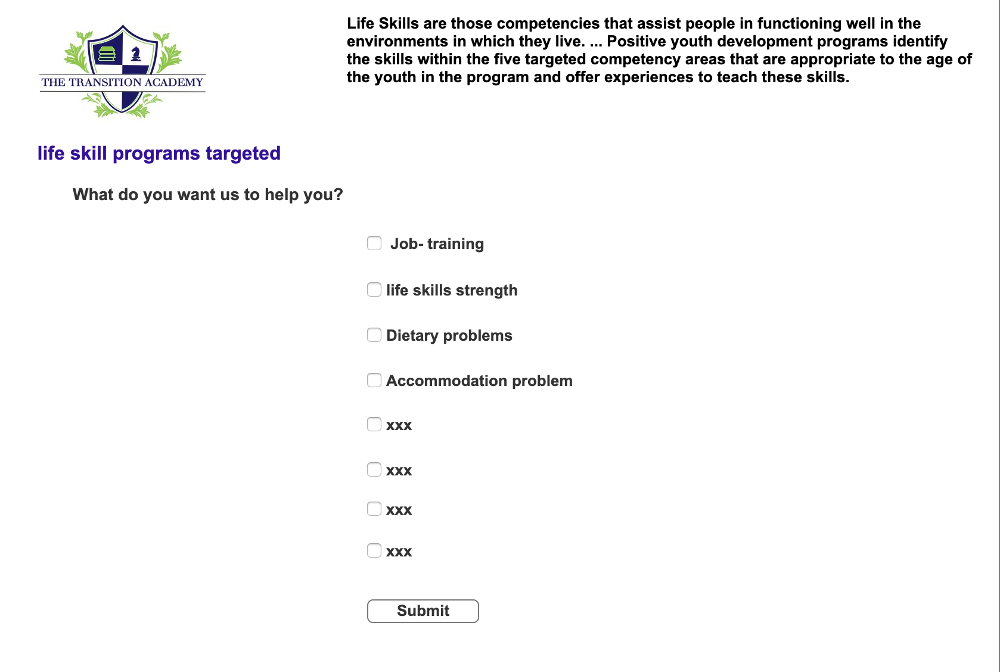 THE TRANSITION ACADEMY
Life Skills are those competencies that assist people in functioning well in the
environments in which they live. ... Positive youth development programs identify
the skills within the five targeted competency areas that are appropriate to the age of
the youth in the program and offer experiences to teach these skills.
life skill programs targeted
What do you want us to help you?
Job- training
life skills strength
Dietary problems
Accommodation problem
xxx
xxx
xxx
xxx
Submit